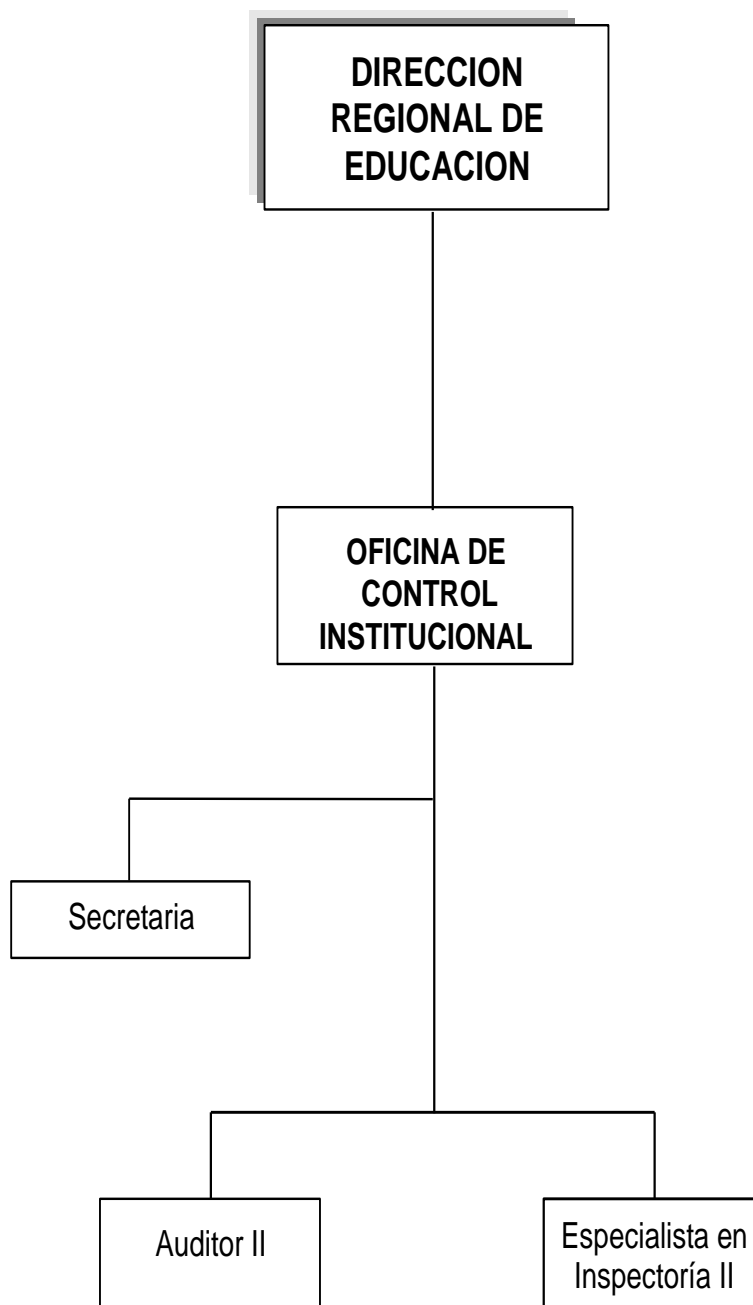 DIRECCION
REGIONAL DE
EDUCACION
OFICINA DE
CONTROL
INSTITUCIONAL
Secretaria
Auditor II
Especialista en
Inspectoría II